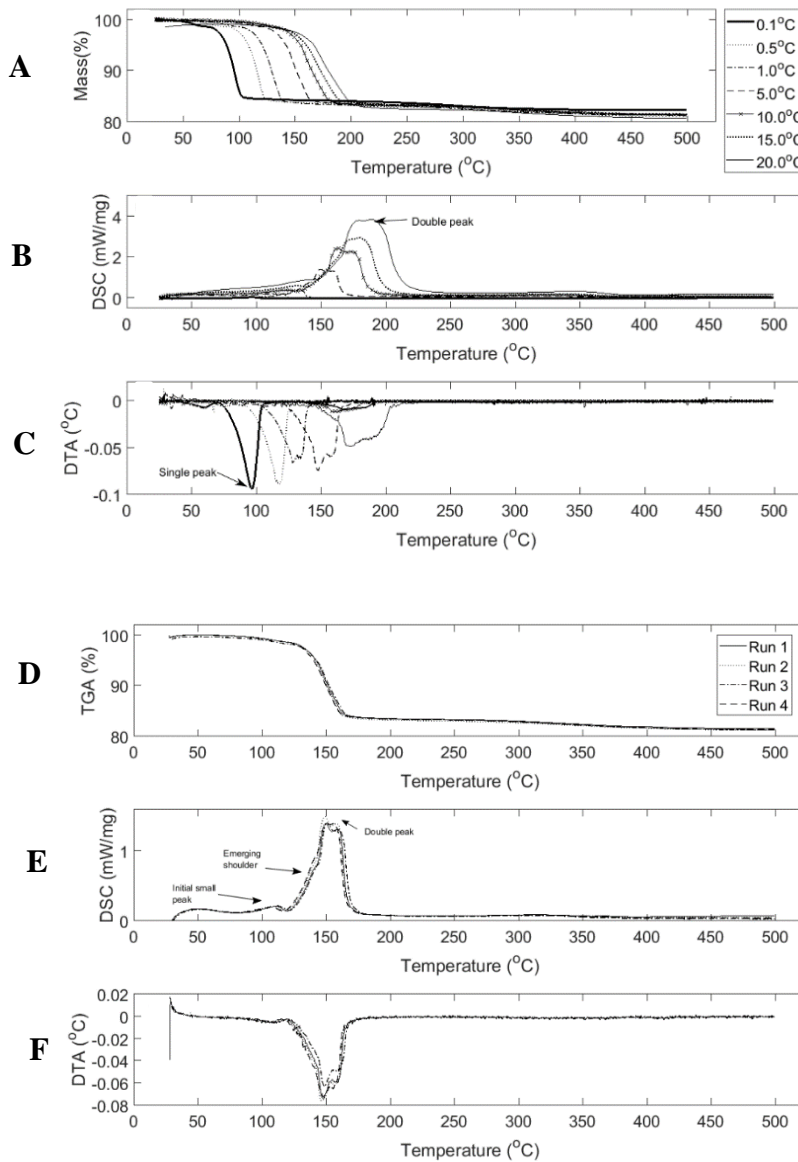 A
Mass(%)
100
90
80
0 50 100 150 200 250 300 350 400 450 500
Temperature (°C)
0.1°C
0.5°C
1.0°C
5.0°C
10.0°C
15.0°C
20.0°C
B
DSC (mW/mg)
4
2
0
Double peak
0 50 100 150 200 250 300 350 400 450 500
Temperature (°C)
C
DTA (°C)
0
-0.05
-0.1
Single peak
0 50 100 150 200 250 300 350 400 450 500
Temperature (°C)
D
TGA (%)
100
90
80
Run 1
Run 2
Run 3
Run 4
0 50 100 150 200 250 300 350 400 450 500
Temperature (°C)
E
DSC (mW/mg)
1
0
Initial small
peak
Emerging
shoulder
Double peak
0 50 100 150 200 250 300 350 400 450 500
Temperature (°C)
F
DTA (°C)
0.02
0
-0.02
-0.04
-0.06
-0.08
0 50 100 150 200 250 300 350 400 450 500
Temperature (°C)